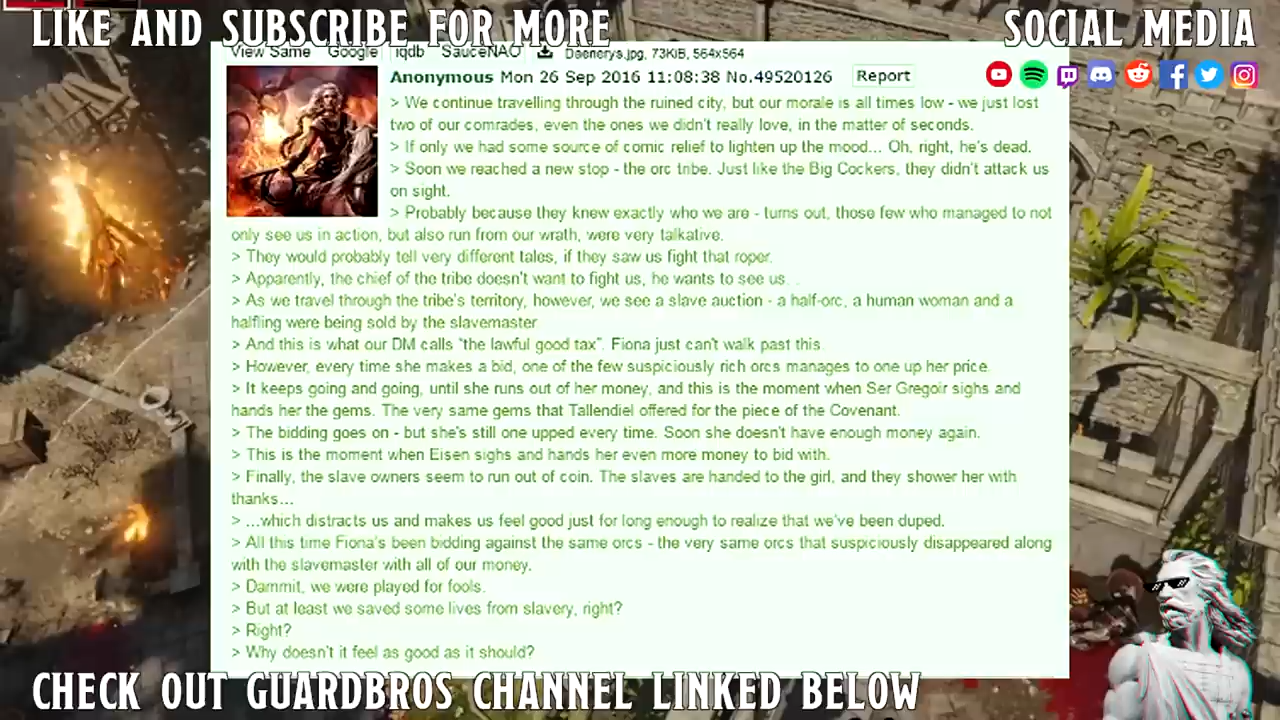 LIKE AND SUBSCRIBE FOR MORE
SOCIAL MEDIA
View Same Google iqdb SauceNAO Daenerys.jpg, 73KiB, 564x564
Anonymous Mon 26 Sep 2016 11:08:38 No.49520126 Report
> We continue travelling through the ruined city, but our morale is all times low - we just lost
two of our comrades, even the ones we didn't really love, in the matter of seconds.
> If only we had some source of comic relief to lighten up the mood... Oh, right, he's dead.
> Soon we reached a new stop - the orc tribe. Just like the Big Cockers, they didn't attack us
on sight.
> Probably because they knew exactly who we are - turns out, those few who managed to not
only see us in action, but also run from our wrath, were very talkative.
> They would probably tell very different tales, if they saw us fight that roper.
> Apparently, the chief of the tribe doesn't want to fight us, he wants to see us. .
> As we travel through the tribe's territory, however, we see a slave auction - a half-orc, a human woman and a
halfling were being sold by the slavemaster
> And this is what our DM calls "the lawful good tax". Fiona just can't walk past this.
> However, every time she makes a bid, one of the few suspiciously rich orcs manages to one up her price.
> It keeps going and going, until she runs out of her money, and this is the moment when Ser Gregoir sighs and
hands her the gems. The very same gems that Tallendiel offered for the piece of the Covenant.
> The bidding goes on - but she's still one upped every time. Soon she doesn't have enough money again.
> This is the moment when Eisen sighs and hands her even more money to bid with.
> Finally, the slave owners seem to run out of coin. The slaves are handed to the girl, and they shower her with
thanks...
> ...which distracts us and makes us feel good just for long enough to realize that we've been duped.
> All this time Fiona's been bidding against the same orcs - the very same orcs that suspiciously disappeared along
with the slavemaster with all of our money.
> Dammit, we were played for fools.
> But at least we saved some lives from slavery, right?
> Right?
> Why doesn't it feel as good as it should?
CHECK OUT GUARDBROS CHANNEL LINKED BELOW